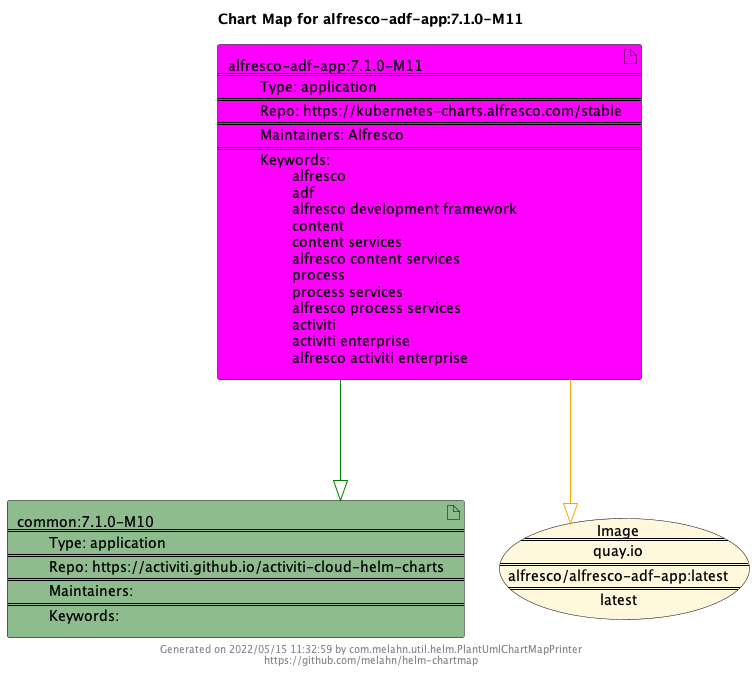 Chart Map for alfresco-adf-app:7.1.0-M11
alfresco-adf-app:7.1.0-M11
Type: application
Repo: https://kubernetes-charts.alfresco.com/stable
Maintainers: Alfresco
Keywords:
alfresco
adf
alfresco development framework
content
content services
alfresco content services
process
process services
alfresco process services
activiti
activiti enterprise
alfresco activiti enterprise
common:7.1.0-M10
Type: application
Repo: https://activiti.github.io/activiti-cloud-helm-charts
Maintainers:
Keywords:
Image
quay.io
alfresco/alfresco-adf-app:latest
latest
Generated on 2022/05/15 11:32:59 by com.melahn.util.helm.PlantUmlChartMapPrinter
https://github.com/melahn/helm-chartmap